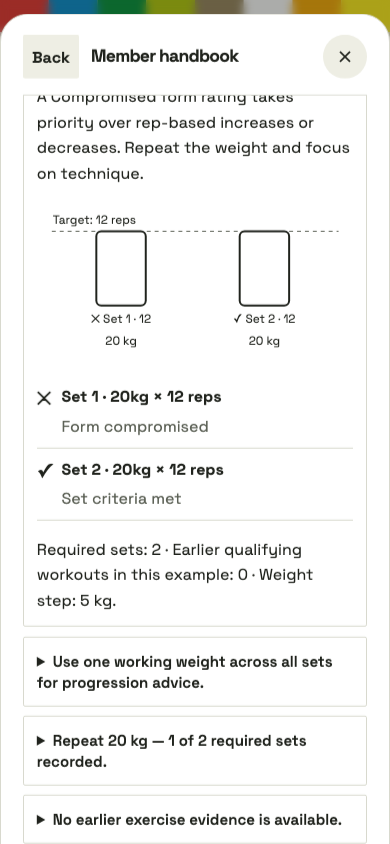 Back
Member handbook
A Compromised form rating takes
priority over rep-based increases or
decreases. Repeat the weight and focus
on technique.
Target: 12 reps
✕ Set 1 · 12
20 kg
✓ Set 2 · 12
20 kg
✕ Set 1 · 20kg × 12 reps
Form compromised
✓ Set 2 · 20kg × 12 reps
Set criteria met
Required sets: 2 · Earlier qualifying
workouts in this example: 0 · Weight
step: 5 kg.
▶ Use one working weight across all sets
for progression advice.
▶ Repeat 20 kg — 1 of 2 required sets
recorded.
▶ No earlier exercise evidence is available.